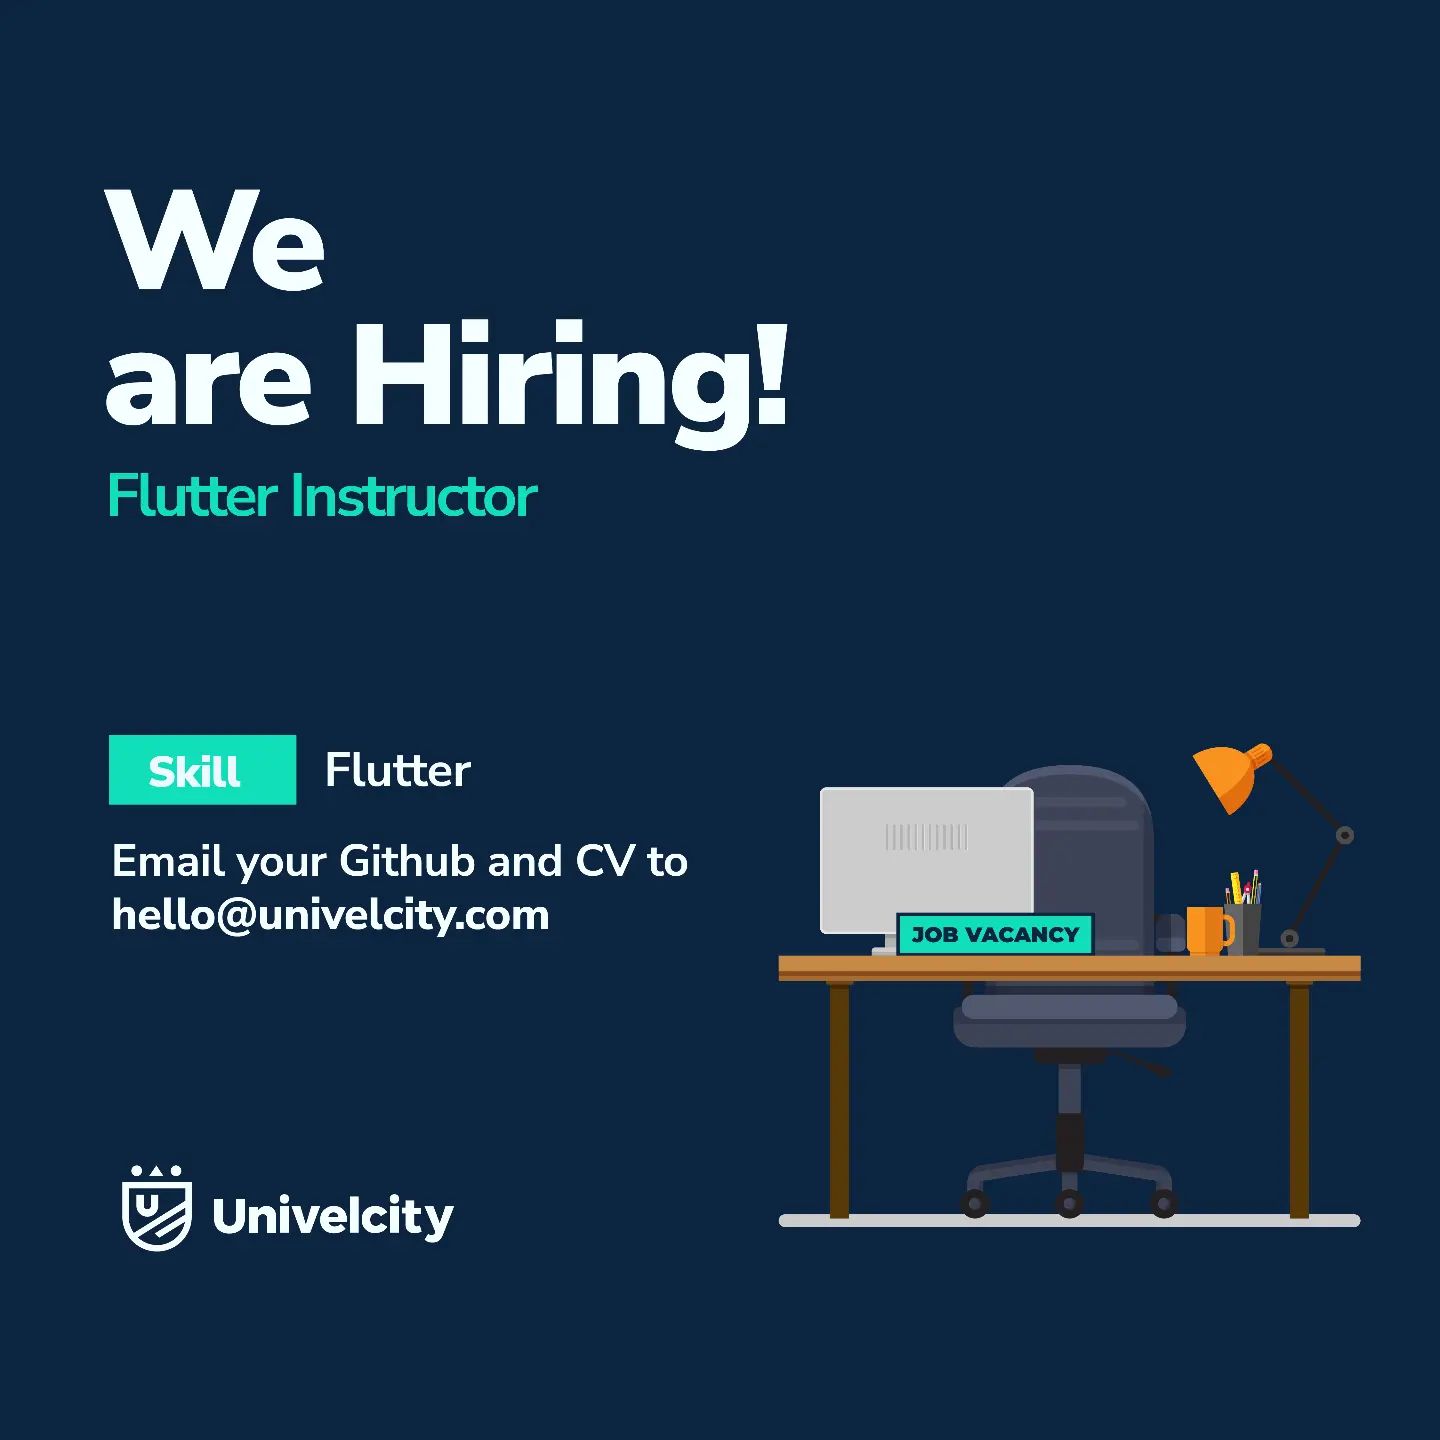 We
are Hiring!
Flutter Instructor
Skill Flutter
Email your Github and CV to
hello@univelcity.com
JOB VACANCY
U
Univelcity